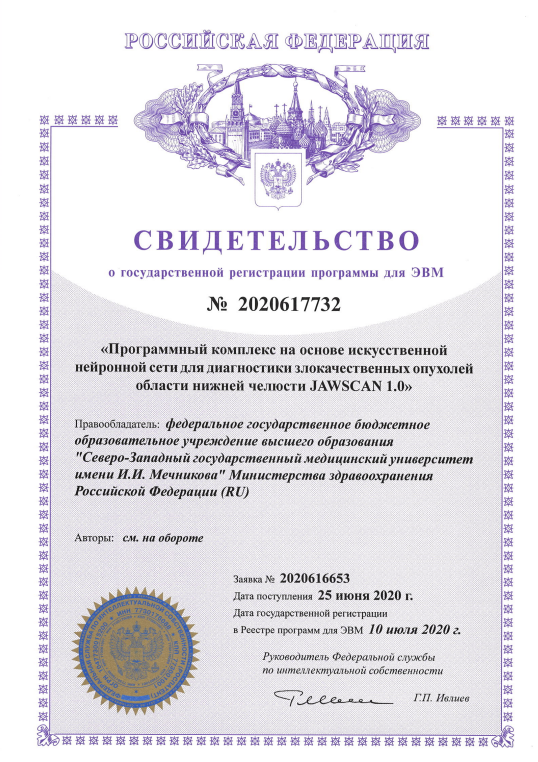 РОССИЙСКАЯ ФЕДЕРАЦИЯ
СВИДЕТЕЛЬСТВО
о государственной регистрации программы для ЭВМ
№ 2020617732
«Программный комплекс на основе искусственной
нейронной сети для диагностики злокачественных опухолей
области нижней челюсти JAWSCAN 1.0»
Правообладатель: федеральное государственное бюджетное
образовательное учреждение высшего образования
"Северо-Западный государственный медицинский университет
имени И.И. Мечникова" Министерства здравоохранения
Российской Федерации (RU)
Авторы: см. на обороте
Заявка № 2020616653
Дата поступления 25 июня 2020 г.
Дата государственной регистрации
в Реестре программ для ЭВМ 10 июля 2020 г.
Руководитель Федеральной службы
по интеллектуальной собственности
Г.П. Ивлиев